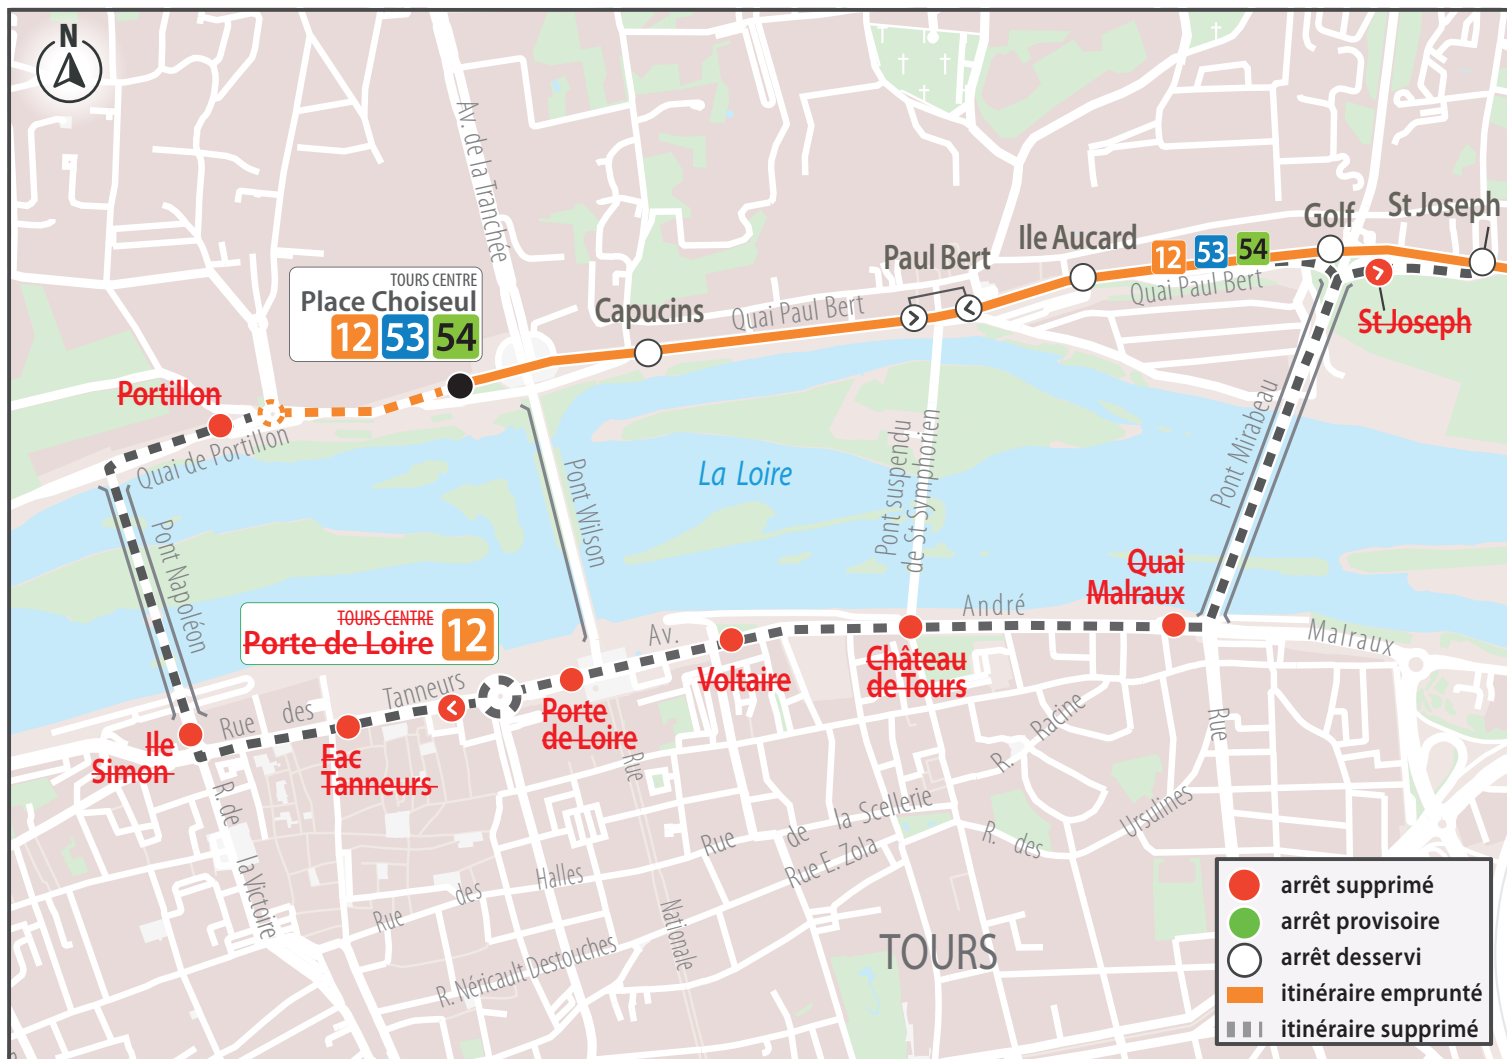 N
Av. de la Tranchée
TOURS CENTRE
Place Choiseul
12 53 54
Capucins
Quai Paul Bert
Paul Bert
Ile Aucard
12 53 54
Quai Paul Bert
Golf
St Joseph
St Joseph
Portillon
Quai de Portillon
Pont Napoléon
Pont Wilson
La Loire
Pont suspendu
de St Symphorien
Pont Mirabeau
Quai
Malraux
TOURS CENTRE
Porte de Loire 12
Av. André Malraux
Voltaire
Château
de Tours
Porte
de Loire
Rue des Tanneurs
Ile
Simon
Fac
Tanneurs
R. de la Victoire
Rue des Halles
Rue Nationale
Rue de la Scellerie
Rue E. Zola
R. Racine
R. des Ursulines
Rue
R. Néricault Destouches
TOURS
arrêt supprimé
arrêt provisoire
arrêt desservi
itinéraire emprunté
itinéraire supprimé